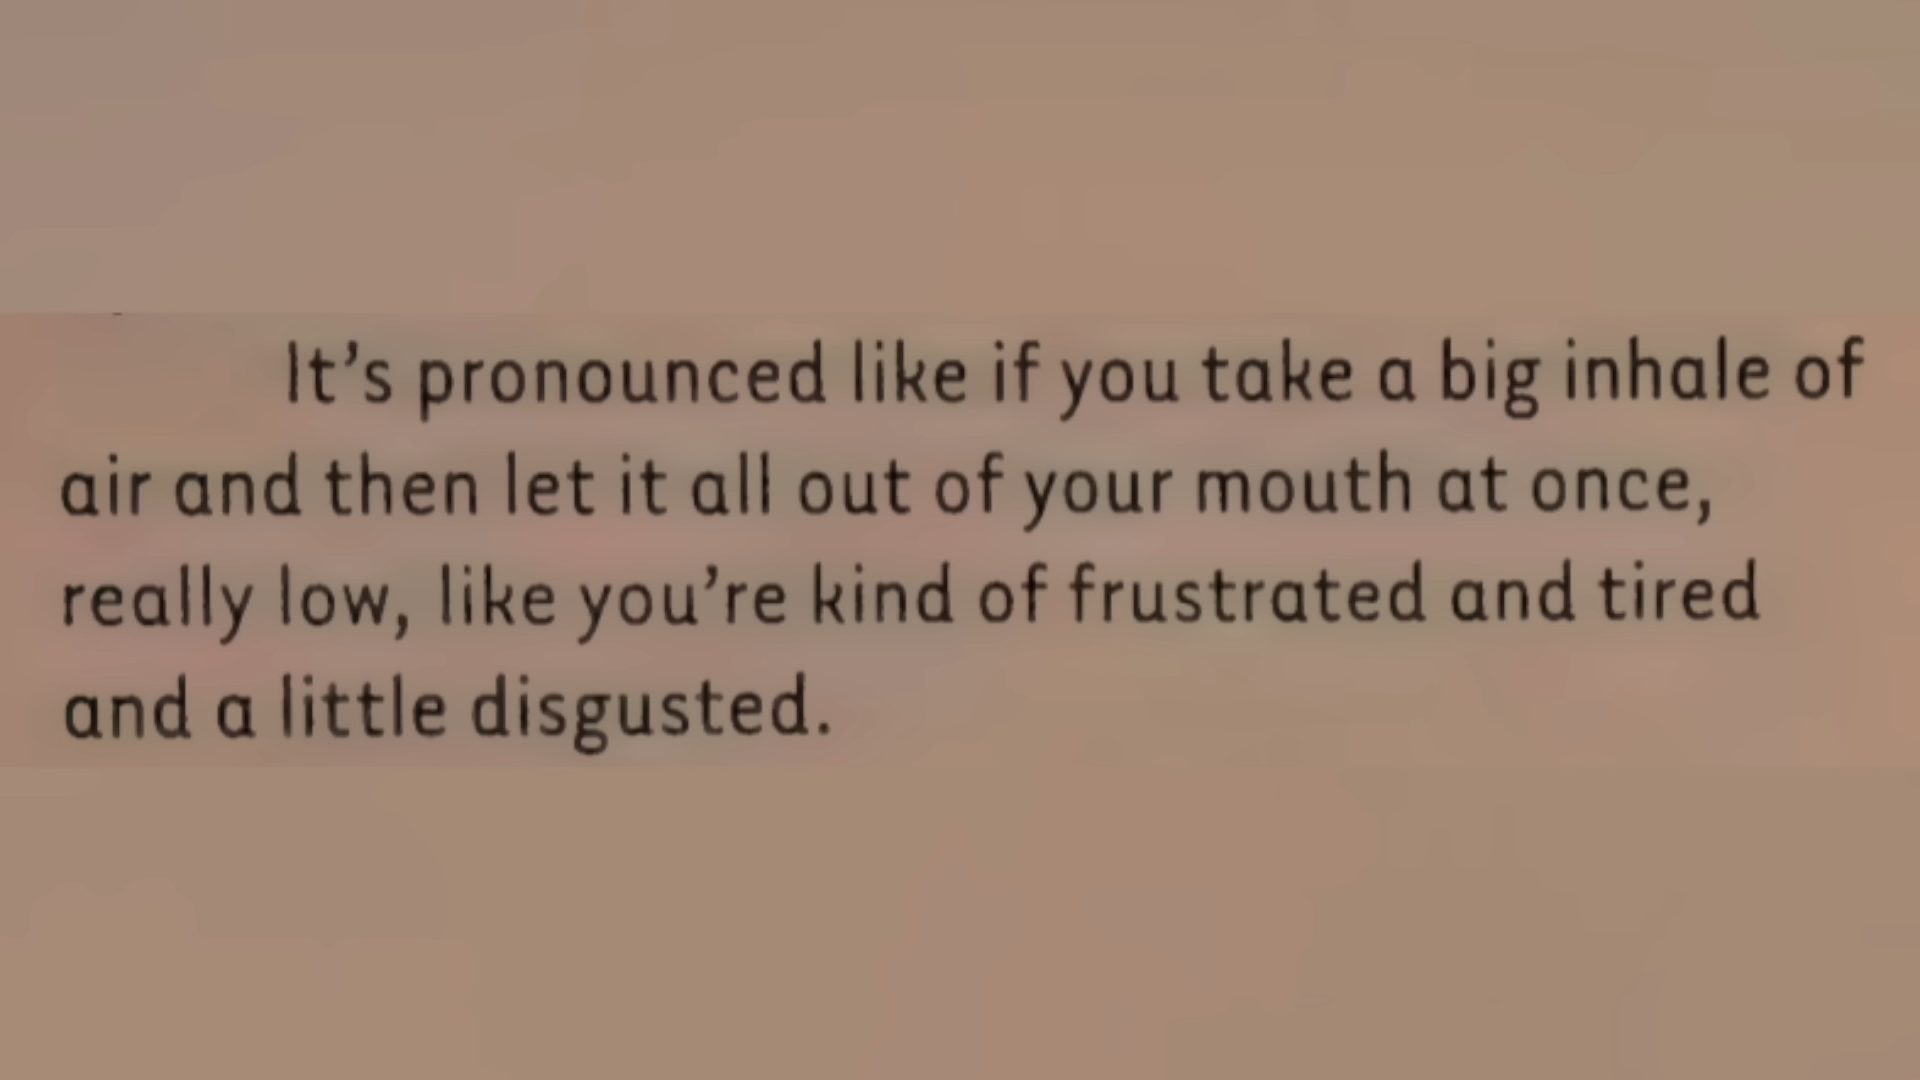 It’s pronounced like if you take a big inhale of
air and then let it all out of your mouth at once,
really low, like you’re kind of frustrated and tired
and a little disgusted.